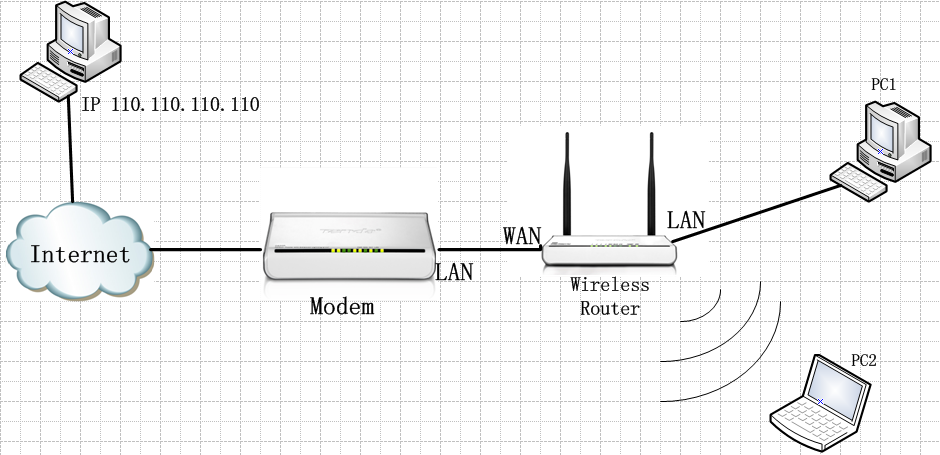 IP 110.110.110.110
PC1
Internet
LAN
Modem
WAN
LAN
Wireless
Router
PC2